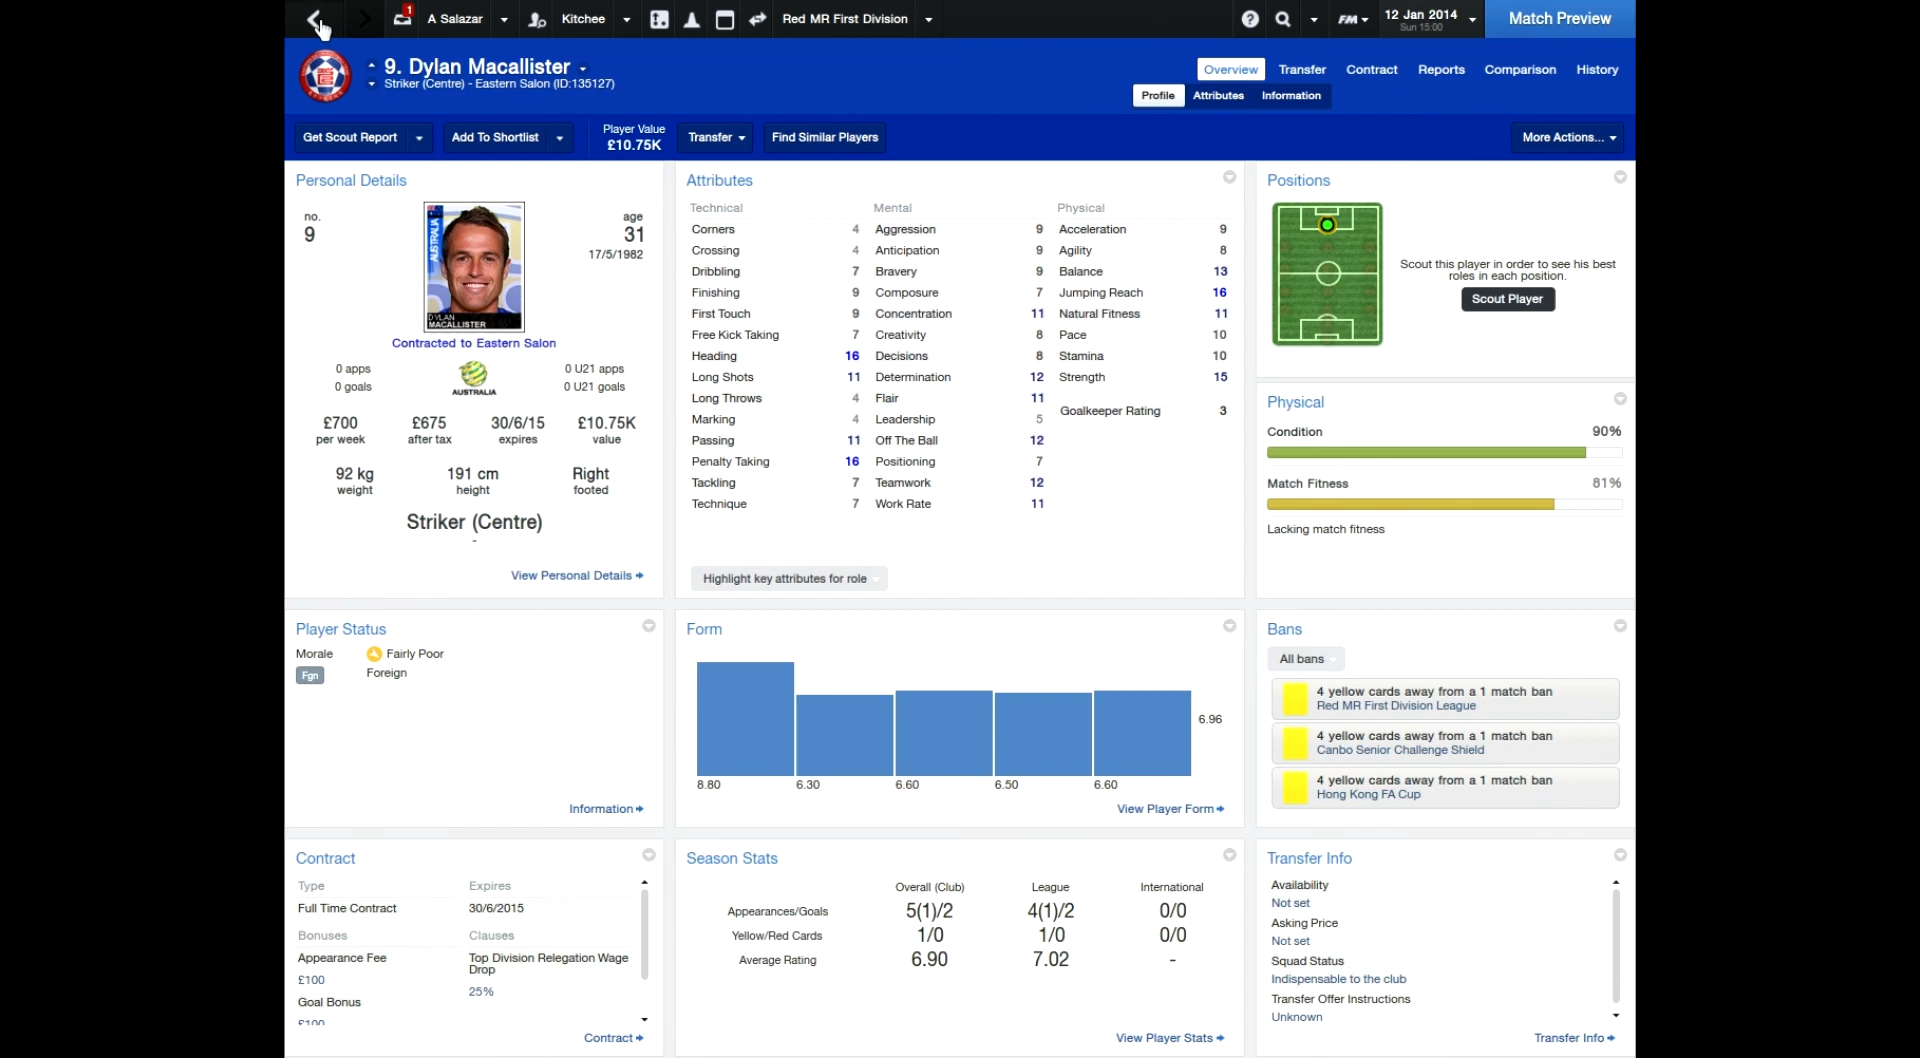 1
A Salazar
Kitchee
Red MR First Division
FM
12 Jan 2014
Sun 15:00
Match Preview
9. Dylan Macallister
Striker (Centre) - Eastern Salon (ID:135127)
Overview Transfer Contract Reports Comparison History
Profile Attributes Information
Get Scout Report
Add To Shortlist
Player Value
£10.75K
Transfer
Find Similar Players
More Actions...
Personal Details
no.
9
AUSTRALIA
DYLAN
MACALLISTER
age
31
17/5/1982
Contracted to Eastern Salon
0 apps
0 goals
AUSTRALIA
0 U21 apps
0 U21 goals
£700 £675 30/6/15 £10.75K
per week after tax expires value
92 kg 191 cm Right
weight height footed
Striker (Centre)
-
View Personal Details
Attributes
Technical Mental Physical
Corners 4 Aggression 9 Acceleration 9
Crossing 4 Anticipation 9 Agility 8
Dribbling 7 Bravery 9 Balance 13
Finishing 9 Composure 7 Jumping Reach 16
First Touch 9 Concentration 11 Natural Fitness 11
Free Kick Taking 7 Creativity 8 Pace 10
Heading 16 Decisions 8 Stamina 10
Long Shots 11 Determination 12 Strength 15
Long Throws 4 Flair 11
Goalkeeper Rating 3
Marking 4 Leadership 5
Passing 11 Off The Ball 12
Penalty Taking 16 Positioning 7
Tackling 7 Teamwork 12
Technique 7 Work Rate 11
Highlight key attributes for role
Positions
Scout this player in order to see his best
roles in each position.
Scout Player
Physical
Condition 90%
Match Fitness 81%
Lacking match fitness
Player Status
Morale Fairly Poor
Fgn Foreign
Information
Form
6.96
8.80 6.30 6.60 6.50 6.60
View Player Form
Bans
All bans
4 yellow cards away from a 1 match ban
Red MR First Division League
4 yellow cards away from a 1 match ban
Canbo Senior Challenge Shield
4 yellow cards away from a 1 match ban
Hong Kong FA Cup
Contract
Type Expires
Full Time Contract 30/6/2015
Bonuses Clauses
Appearance Fee
£100
Top Division Relegation Wage
Drop
25%
Goal Bonus
£100
Contract
Season Stats
Overall (Club) League International
Appearances/Goals 5(1)/2 4(1)/2 0/0
Yellow/Red Cards 1/0 1/0 0/0
Average Rating 6.90 7.02 -
View Player Stats
Transfer Info
Availability
Not set
Asking Price
Not set
Squad Status
Indispensable to the club
Transfer Offer Instructions
Unknown
Transfer Info